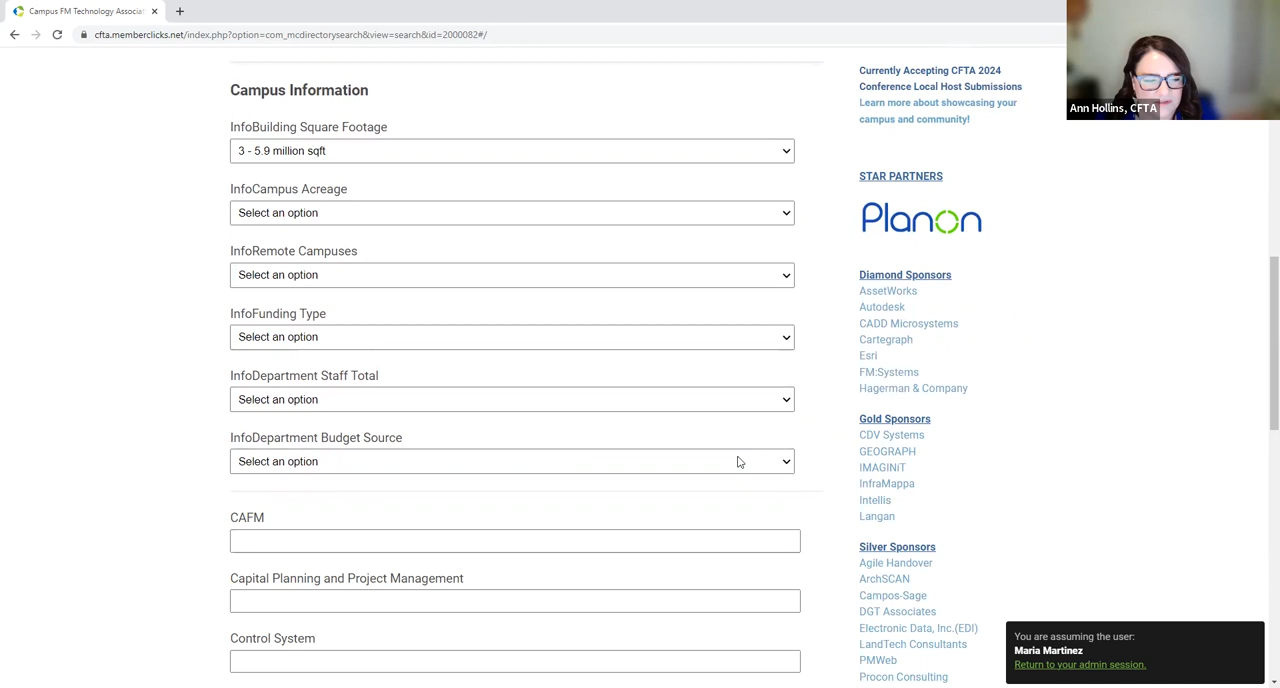 Campus FM Technology Associa
cfta.memberclicks.net/index.php?option=com_mcdirectorysearch&view=search&id=2000082#/
Ann Hollins, CFTA
Campus Information
InfoBuilding Square Footage
3 - 5.9 million sqft
InfoCampus Acreage
Select an option
InfoRemote Campuses
Select an option
InfoFunding Type
Select an option
InfoDepartment Staff Total
Select an option
InfoDepartment Budget Source
Select an option
CAFM
Capital Planning and Project Management
Control System
Currently Accepting CFTA 2024
Conference Local Host Submissions
Learn more about showcasing your
campus and community!
STAR PARTNERS
Planon
Diamond Sponsors
AssetWorks
Autodesk
CADD Microsystems
Cartegraph
Esri
FM:Systems
Hagerman & Company
Gold Sponsors
CDV Systems
GEOGRAPH
IMAGINiT
InfraMappa
Intellis
Langan
Silver Sponsors
Agile Handover
ArchSCAN
Campos-Sage
DGT Associates
Electronic Data, Inc.(EDI)
LandTech Consultants
PMWeb
Procon Consulting
You are assuming the user:
Maria Martinez
Return to your admin session.